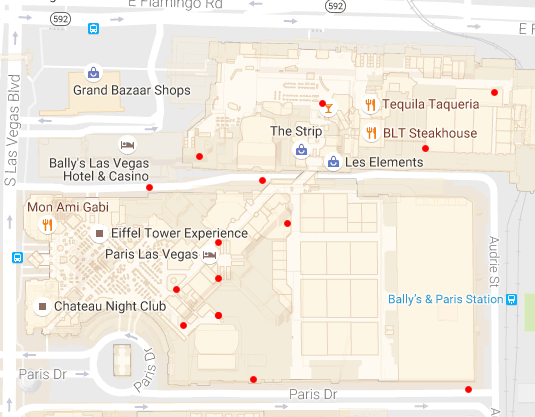 E Flamingo Rd
592
592
E F
Grand Bazaar Shops
S Las Vegas Blvd
Tequila Taqueria
The Strip
BLT Steakhouse
Bally's Las Vegas
Hotel & Casino
Les Elements
Mon Ami Gabi
Eiffel Tower Experience
Paris Las Vegas
Audrie St
Bally's & Paris Station
Chateau Night Club
Paris Dr
Paris Dr
Paris Dr
A